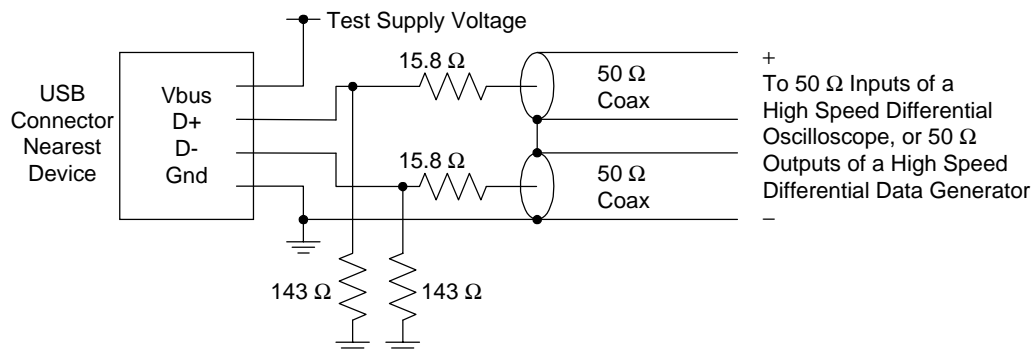 Test Supply Voltage
15.8 Ω
USB
Connector
Nearest
Device
Vbus
D+
D-
Gnd
50 Ω
Coax
15.8 Ω
50 Ω
Coax
+
To 50 Ω Inputs of a
High Speed Differential
Oscilloscope, or 50 Ω
Outputs of a High Speed
Differential Data Generator
−
143 Ω
143 Ω